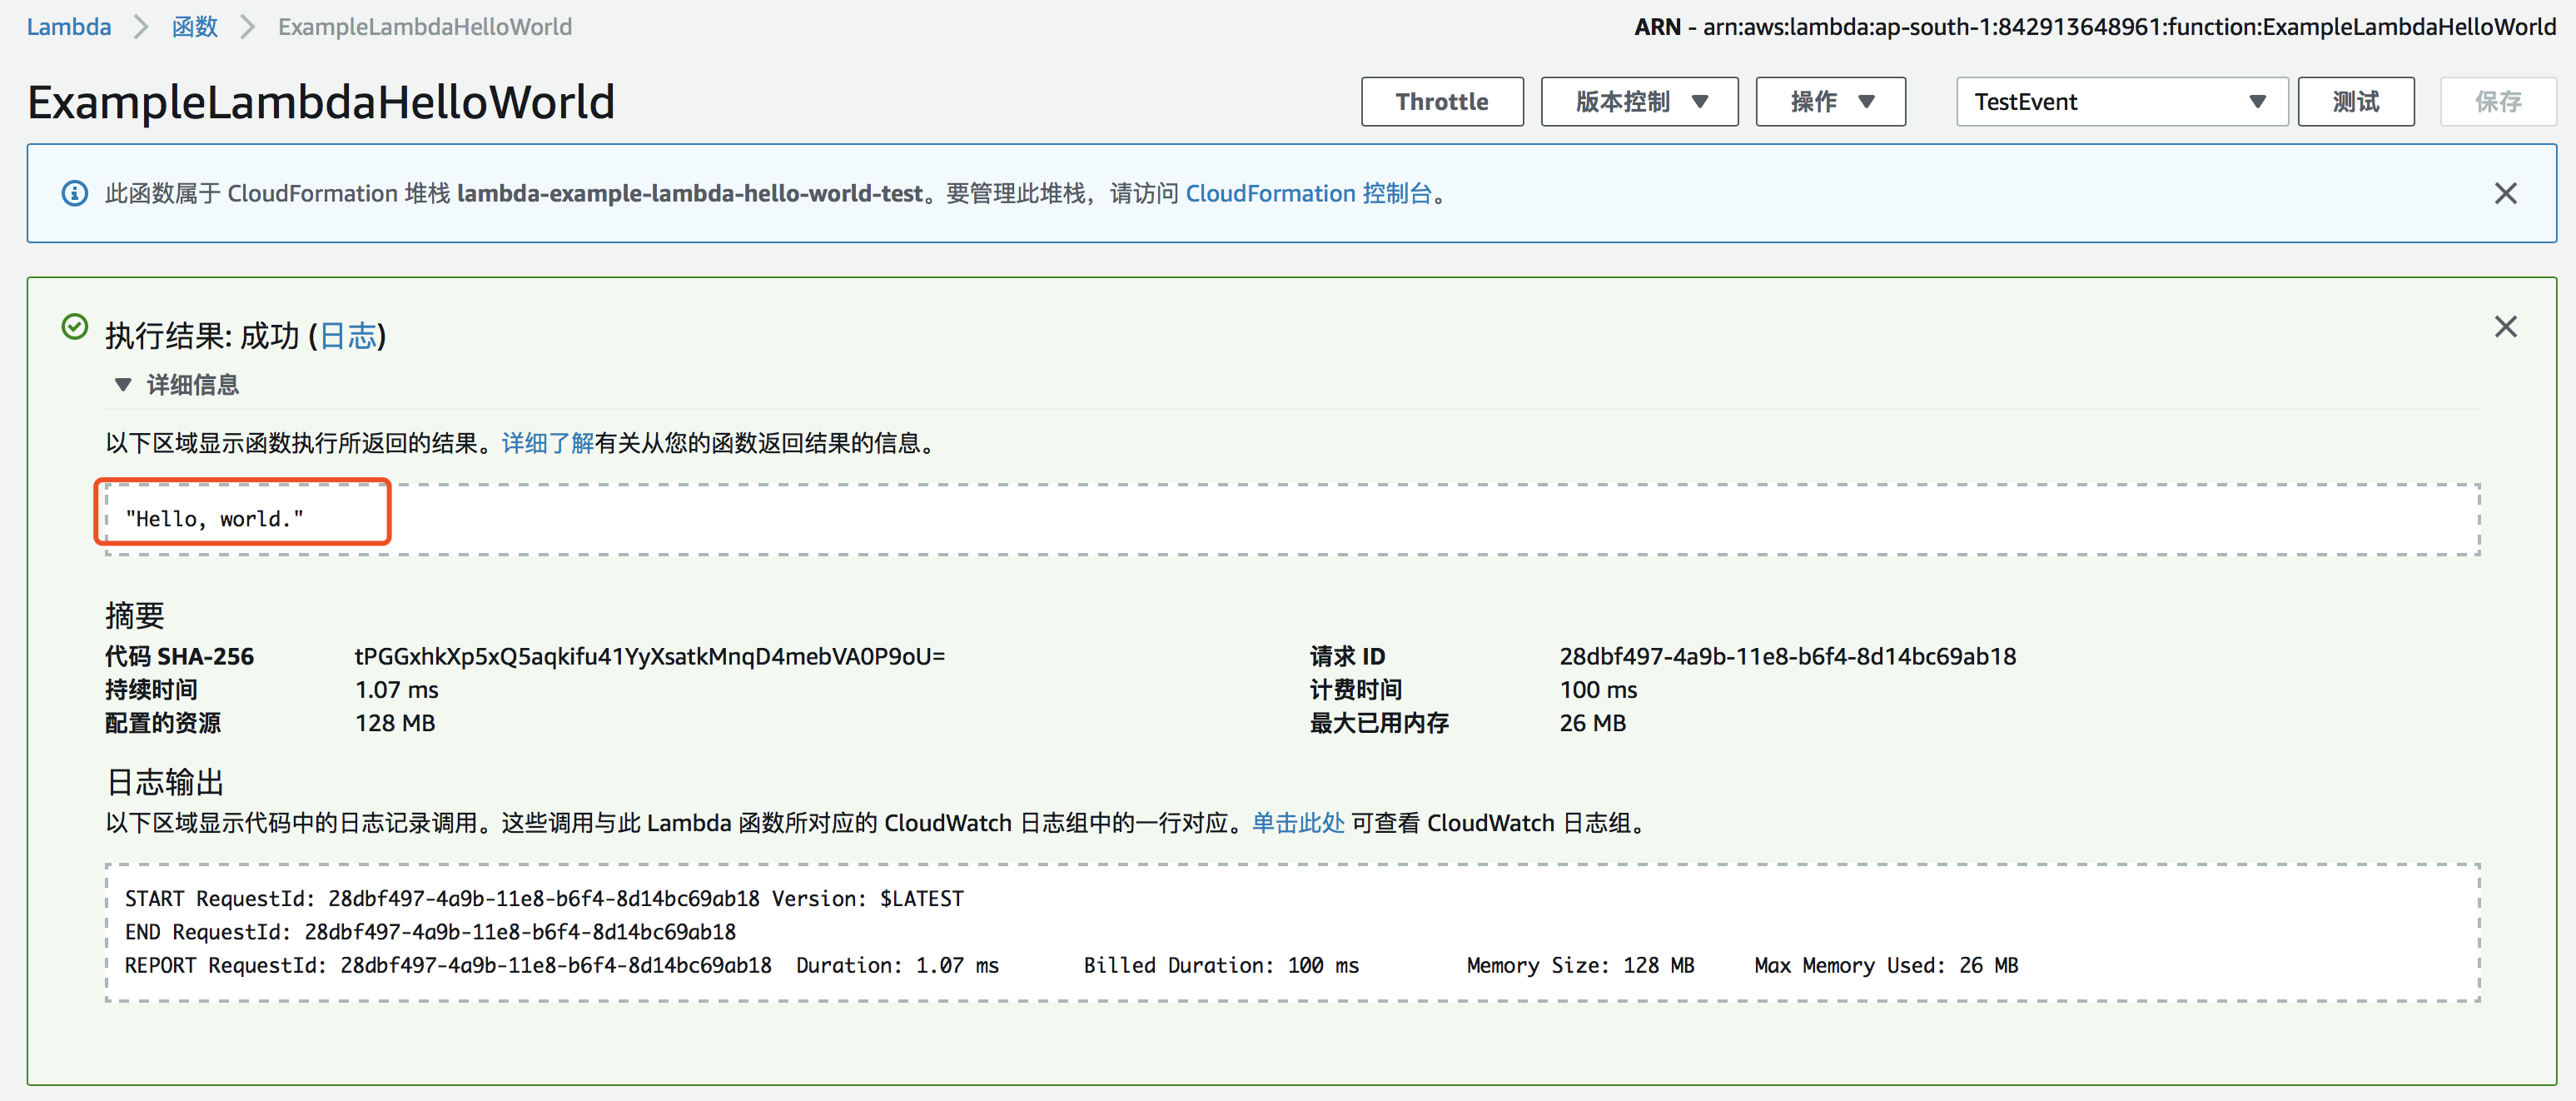 Lambda 函数 ExampleLambdaHelloWorld ARN - arn:aws:lambda:ap-south-1:842913648961:function:ExampleLambdaHelloWorld
ExampleLambdaHelloWorld Throttle 版本控制 操作 TestEvent 测试 保存
此函数属于 CloudFormation 堆栈 lambda-example-lambda-hello-world-test。要管理此堆栈，请访问 CloudFormation 控制台。
执行结果: 成功 (日志)
详细信息
以下区域显示函数执行所返回的结果。详细了解有关从您的函数返回结果的信息。
"Hello, world."
摘要
代码 SHA-256 tPGGxhkXp5xQ5aqkifu41YyXsatkMnqD4mebVA0P9oU= 请求 ID 28dbf497-4a9b-11e8-b6f4-8d14bc69ab18
持续时间 1.07 ms 计费时间 100 ms
配置的资源 128 MB 最大已用内存 26 MB
日志输出
以下区域显示代码中的日志记录调用。这些调用与此 Lambda 函数所对应的 CloudWatch 日志组中的一行对应。单击此处 可查看 CloudWatch 日志组。
START RequestId: 28dbf497-4a9b-11e8-b6f4-8d14bc69ab18 Version: $LATEST
END RequestId: 28dbf497-4a9b-11e8-b6f4-8d14bc69ab18
REPORT RequestId: 28dbf497-4a9b-11e8-b6f4-8d14bc69ab18 Duration: 1.07 ms Billed Duration: 100 ms Memory Size: 128 MB Max Memory Used: 26 MB